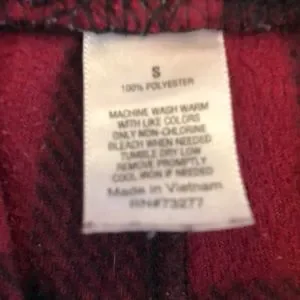 S
100% POLYESTER
MACHINE WASH WARM
WITH LIKE COLORS
ONLY NON-CHLORINE
BLEACH WHEN NEEDED
TUMBLE DRY LOW
REMOVE PROMPTLY
COOL IRON IF NEEDED
Made in Vietnam
RN#73277